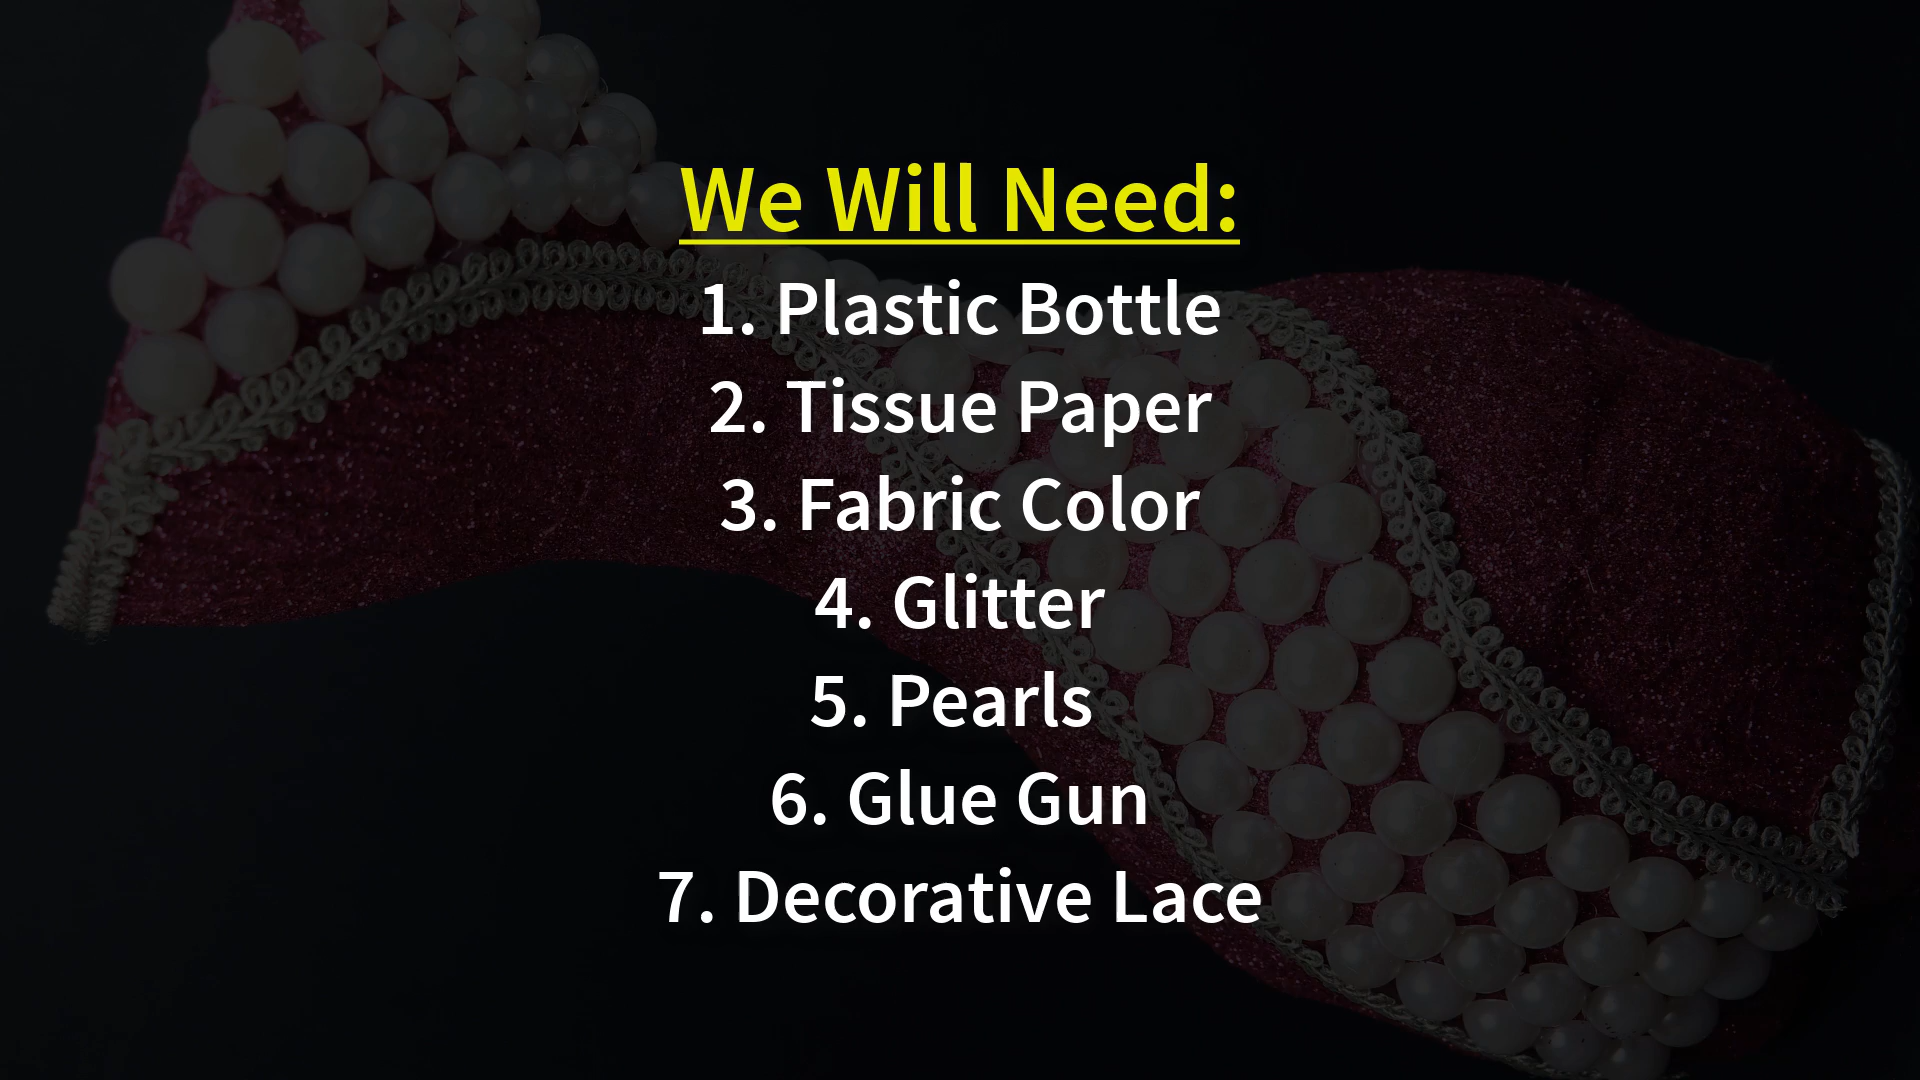 We Will Need:
1. Plastic Bottle
2. Tissue Paper
3. Fabric Color
4. Glitter
5. Pearls
6. Glue Gun
7. Decorative Lace